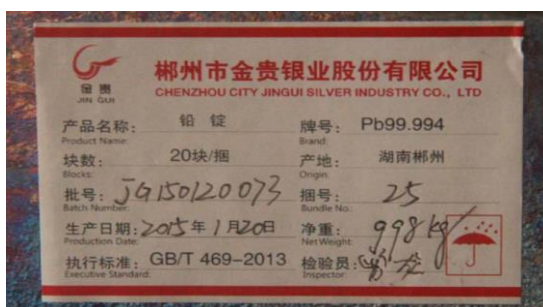 郴州市金贵银业股份有限公司
金贵
JIN GUI
CHENZHOU CITY JINGUI SILVER INDUSTRY CO., LTD
产品名称: 铅锭 牌号: Pb99.994
Product Name: Brand:
块数: 20块/捆 产地: 湖南郴州
Blocks: Origin:
批号: JG150120073 捆号: 25
Batch Number: Bundle No.:
生产日期: 2015年1月20日 净重: 998kg
Production Date: Net Weight:
执行标准: GB/T 469-2013 检验员:
Executive Standard: Inspector: